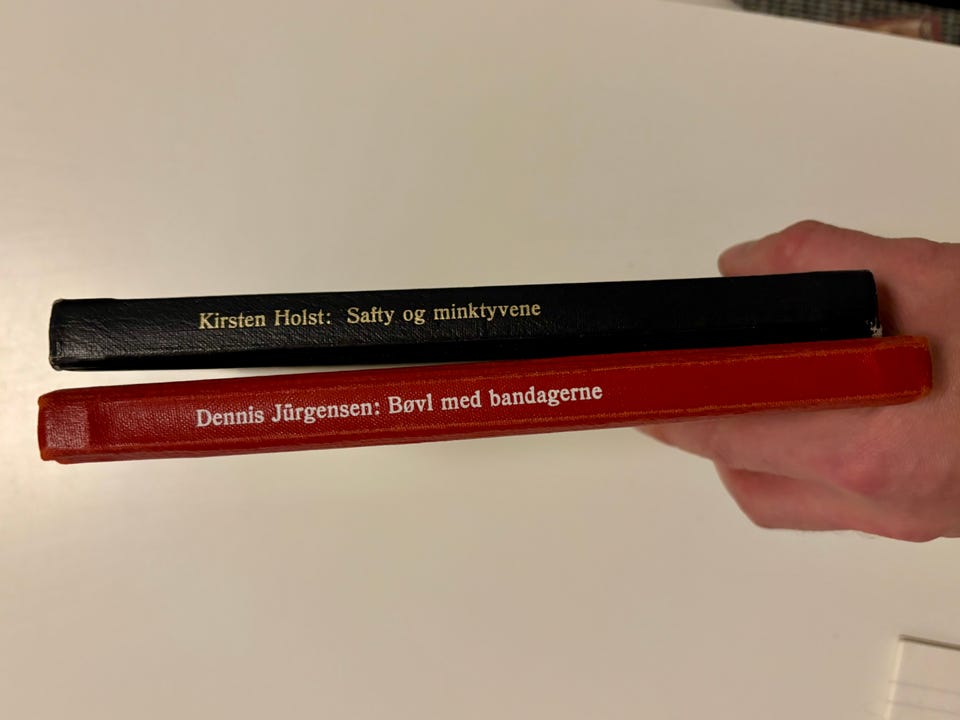 Kirsten Holst: Safty og minktyvene
Dennis Jürgensen: Bøvl med bandagerne